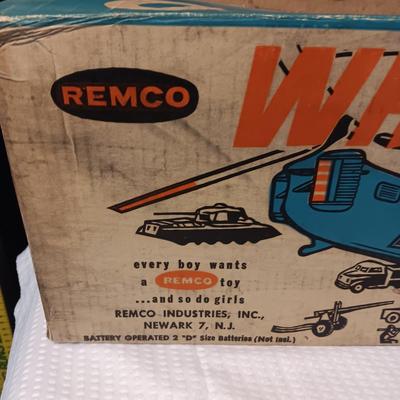 REMCO
WH
every boy wants
a REMCO toy
...and so do girls
REMCO INDUSTRIES, INC.,
NEWARK 7, N.J.
BATTERY OPERATED 2 "D" Size Batteries (Not Incl.)